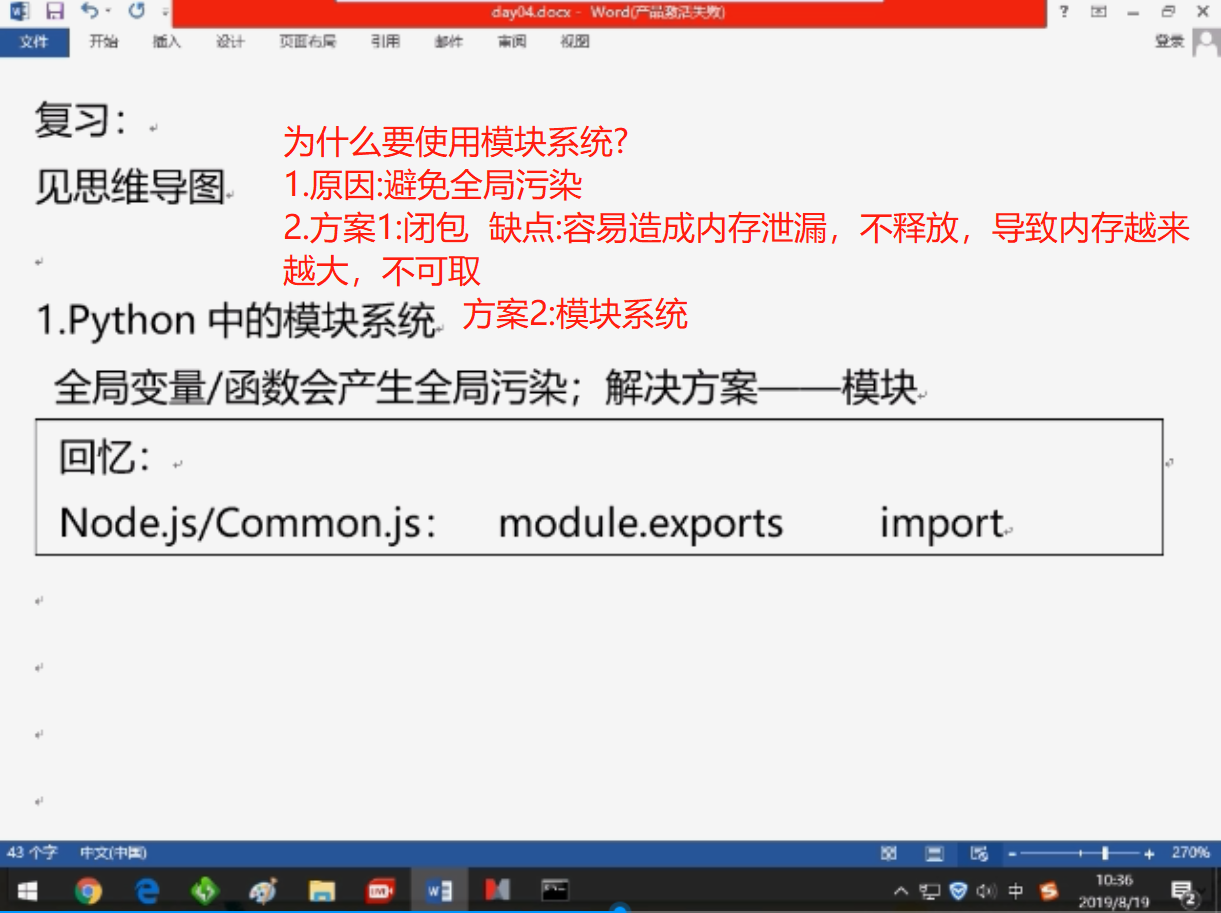 day04.docx - Word(产品激活失败)
文件 开始 插入 设计 页面布局 引用 邮件 审阅 视图 登录
复习：
为什么要使用模块系统?
见思维导图
1.原因:避免全局污染
2.方案1:闭包 缺点:容易造成内存泄漏，不释放，导致内存越来
越大，不可取
1.Python 中的模块系统
方案2:模块系统
全局变量/函数会产生全局污染；解决方案——模块
回忆：
Node.js/Common.js： module.exports import
43 个字 中文(中国) 270%
中 10:36
2019/8/19
2